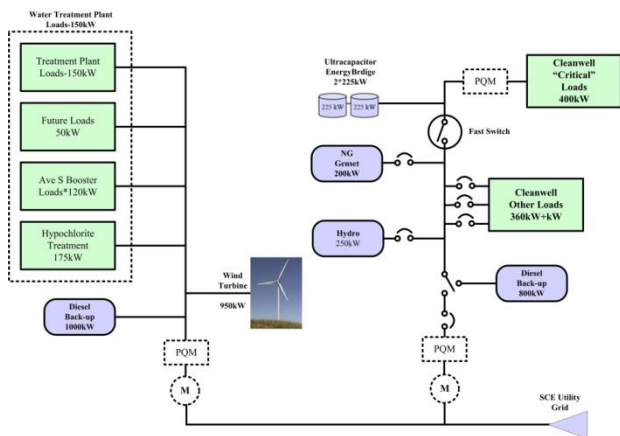 Water Treatment Plant
Loads-150kW
Treatment Plant
Loads-150kW
Future Loads
50kW
Ave S Booster
Loads*120kW
Hypochlorite
Treatment
175kW
Diesel
Back-up
1000kW
Wind
Turbine
950kW
PQM
M
Ultracapacitor
EnergyBrdige
2*225kW
225 kW
225 kW
PQM
Cleanwell
“Critical”
Loads
400kW
Fast Switch
NG
Genset
200kW
Cleanwell
Other Loads
360kW+kW
Hydro
250kW
Diesel
Back-up
800kW
PQM
M
SCE Utility
Grid